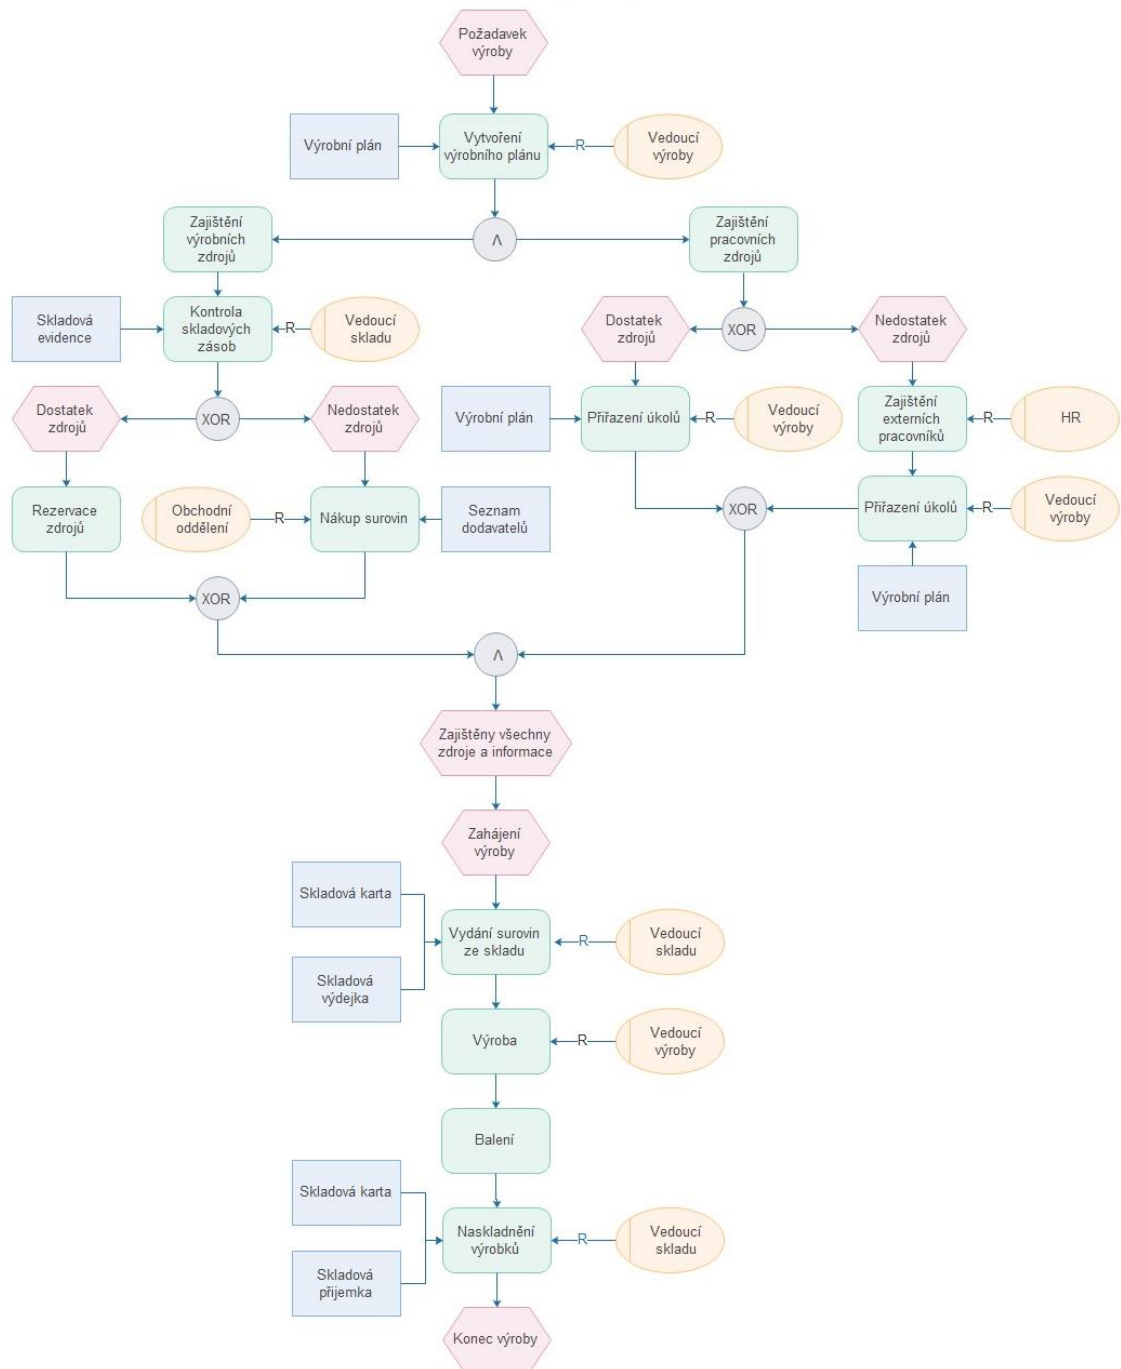 Požadavek
výroby
Výrobní plán
Vytvoření
výrobního plánu
R
Vedoucí
výroby
Zajištění
výrobních
zdrojů
Λ
Zajištění
pracovních
zdrojů
Skladová
evidence
Kontrola
skladových
zásob
R
Vedoucí
skladu
Dostatek
zdrojů
XOR
Nedostatek
zdrojů
Dostatek
zdrojů
XOR
Nedostatek
zdrojů
Výrobní plán
Přiřazení úkolů
R
Vedoucí
výroby
Zajištění
externích
pracovníků
R
HR
Rezervace
zdrojů
Obchodní
oddělení
R
Nákup surovin
Seznam
dodavatelů
XOR
Přiřazení úkolů
R
Vedoucí
výroby
XOR
Výrobní plán
Λ
Zajištěny všechny
zdroje a informace
Zahájení
výroby
Skladová karta
Vydání surovin
ze skladu
R
Vedoucí
skladu
Skladová
výdejka
Výroba
R
Vedoucí
výroby
Balení
Skladová karta
Naskladnění
výrobků
R
Vedoucí
skladu
Skladová
přijemka
Konec výroby